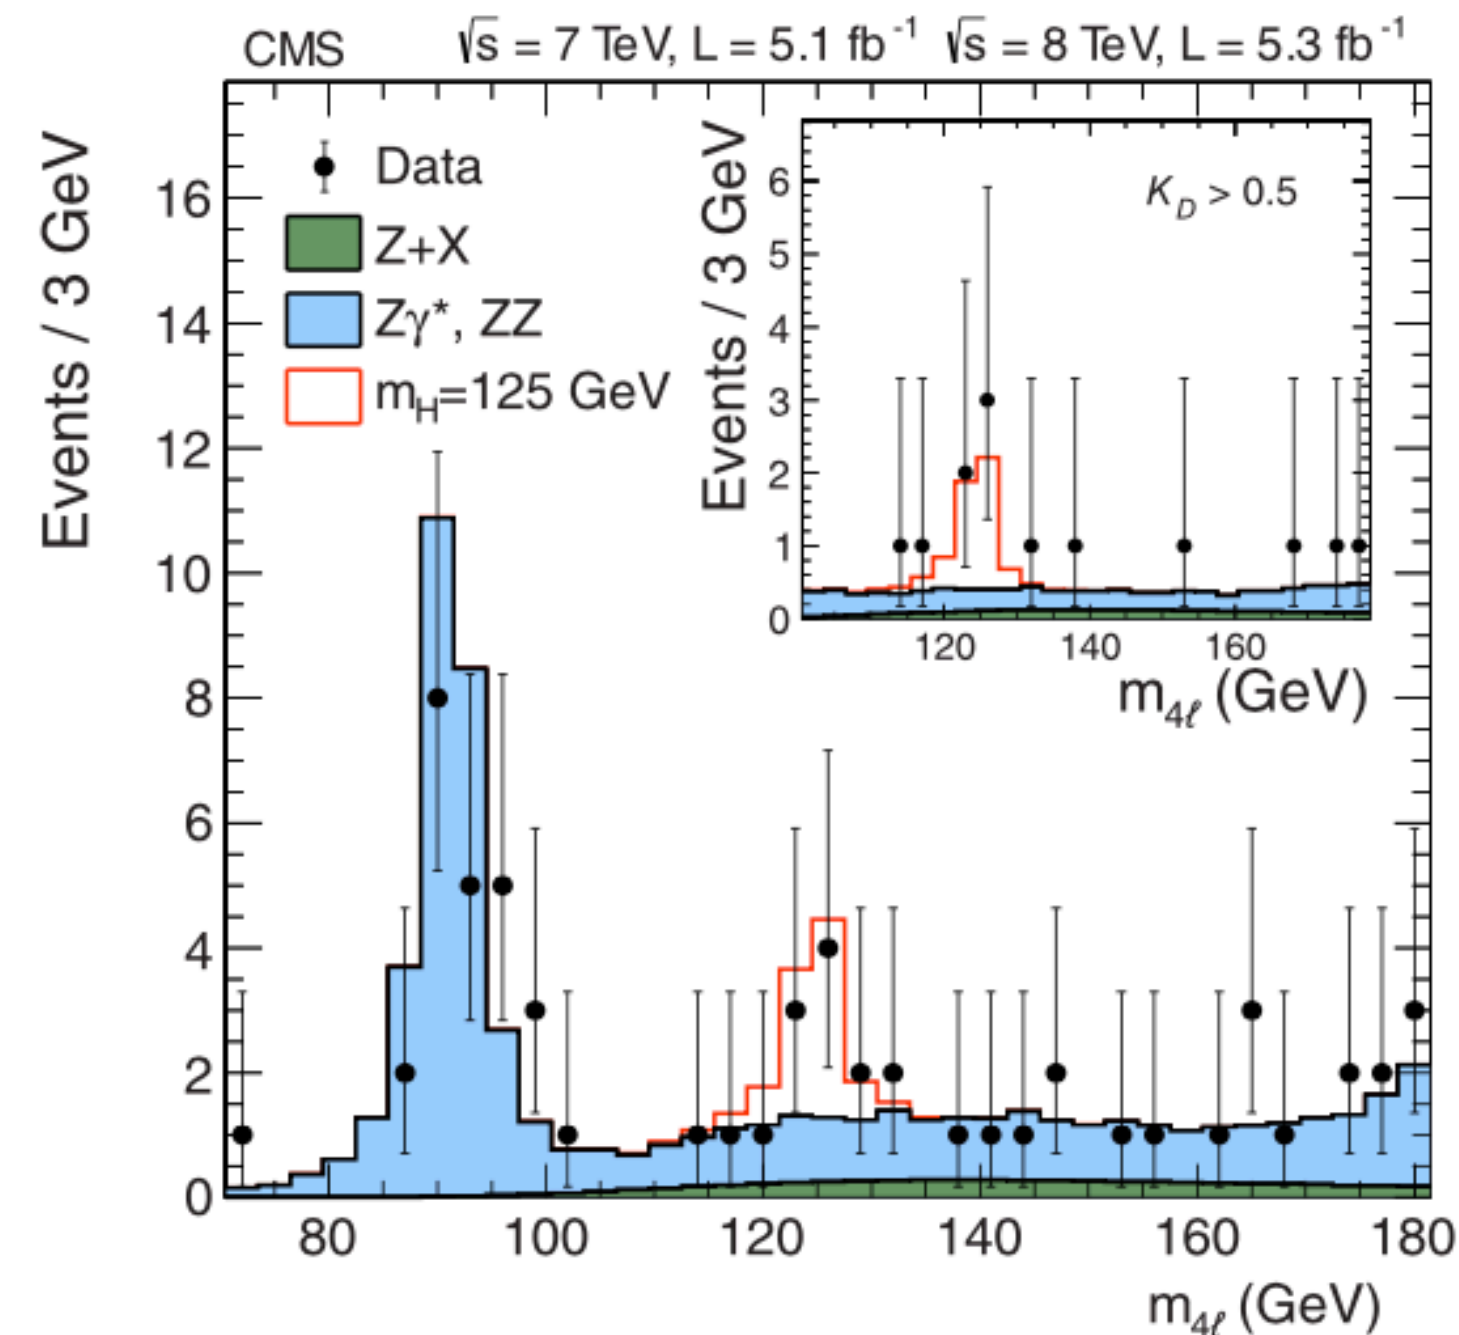 CMS √s = 7 TeV, L = 5.1 fb⁻¹ √s = 8 TeV, L = 5.3 fb⁻¹
Events / 3 GeV
16
14
12
10
8
6
4
2
0
Data
Z+X
Zγ*, ZZ
m_H=125 GeV
Events / 3 GeV
6
5
4
3
2
1
0
K_D > 0.5
120 140 160
m_4ℓ (GeV)
80 100 120 140 160 180
m_4ℓ (GeV)